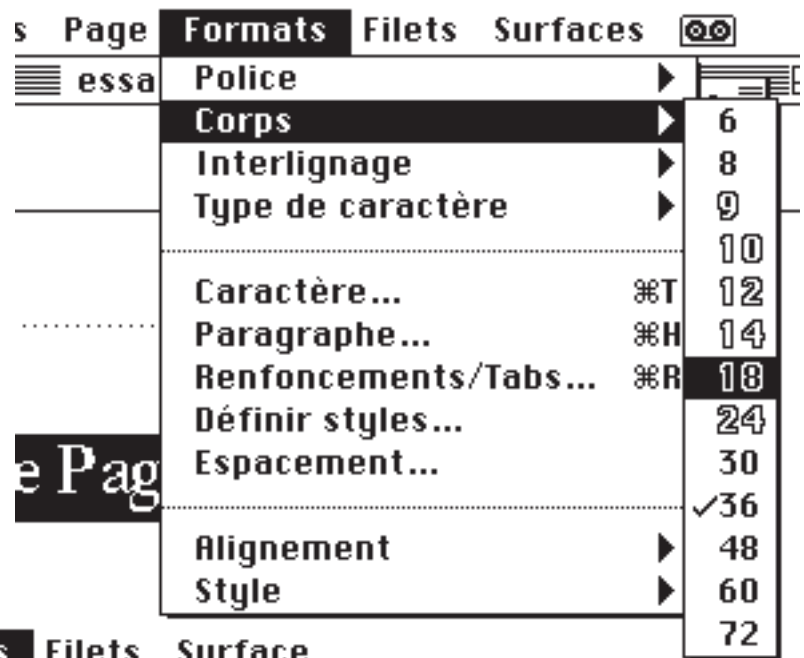 s Page Formats Filets Surfaces
essa
Police
Corps
Interlignage
Type de caractère
Caractère... ⌘T
Paragraphe... ⌘H
Renfoncements/Tabs... ⌘R
Définir styles...
Espacement...
Alignement
Style
6
8
9
10
12
14
18
24
30
✓36
48
60
72
e Pag
s Filets Surface